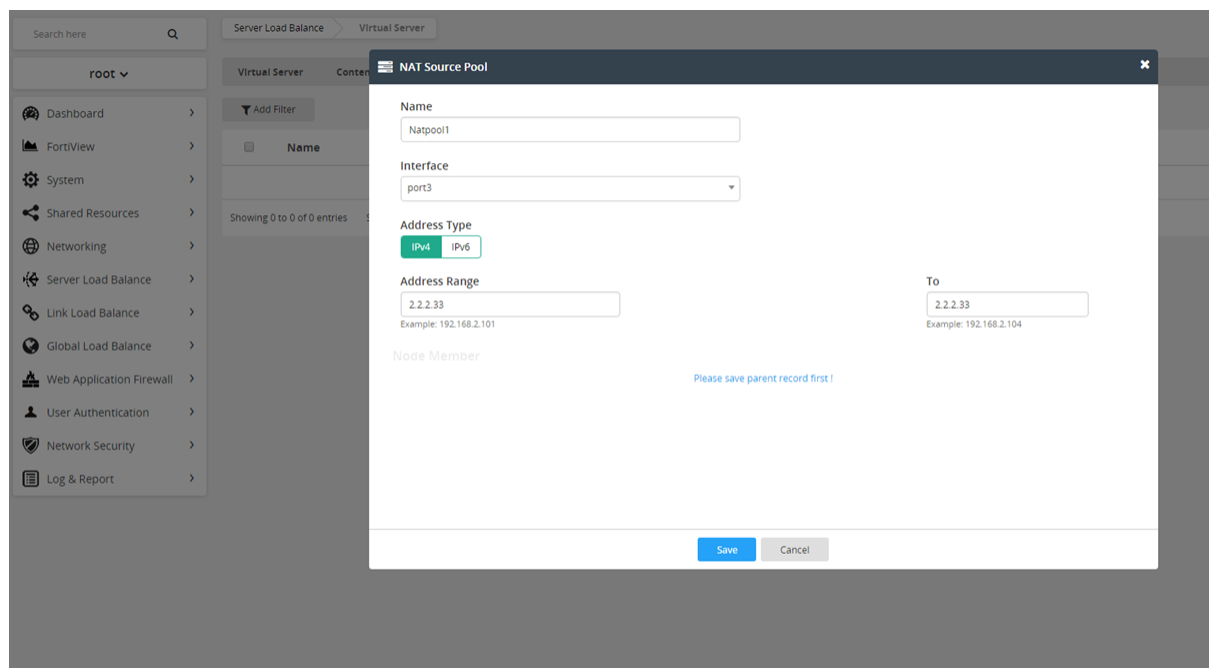 Search here
root
Dashboard
FortiView
System
Shared Resources
Networking
Server Load Balance
Link Load Balance
Global Load Balance
Web Application Firewall
User Authentication
Network Security
Log & Report
Server Load Balance Virtual Server
Virtual Server Conten
Add Filter
Name
Showing 0 to 0 of 0 entries S
NAT Source Pool
Name
Natpool1
Interface
port3
Address Type
IPv4 IPv6
Address Range To
2.2.2.33 2.2.2.33
Example: 192.168.2.101 Example: 192.168.2.104
Node Member
Please save parent record first !
Save Cancel